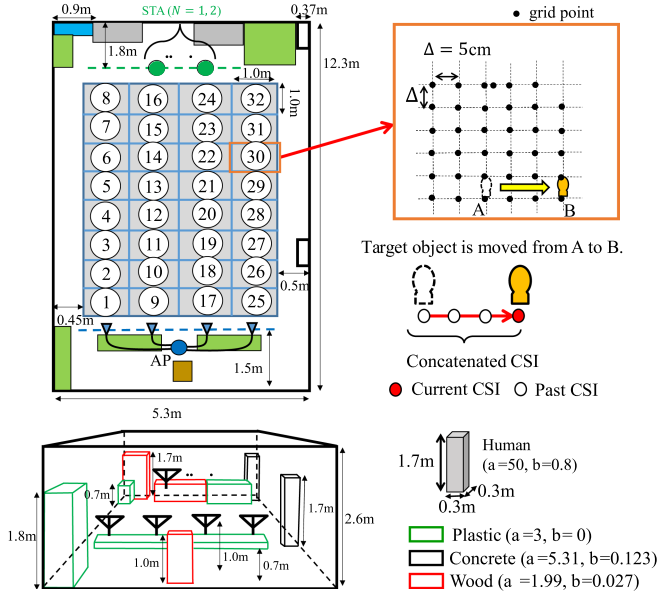 0.9m
STA (N = 1, 2)
0.37m
1.8m
12.3m
1.0m
1.0m
8 16 24 32
7 15 23 31
6 14 22 30
5 13 21 29
4 12 20 28
3 11 19 27
2 10 18 26
1 9 17 25
0.5m
0.45m
AP
1.5m
5.3m
grid point
Δ = 5cm
Δ
A
B
Target object is moved from A to B.
Concatenated CSI
Current CSI
Past CSI
1.7m
0.7m
1.8m
1.0m
1.0m
0.7m
1.7m
2.6m
1.7m
Human
(a=50, b=0.8)
0.3m
0.3m
Plastic (a=3, b= 0)
Concrete (a=5.31, b=0.123)
Wood (a =1.99, b=0.027)